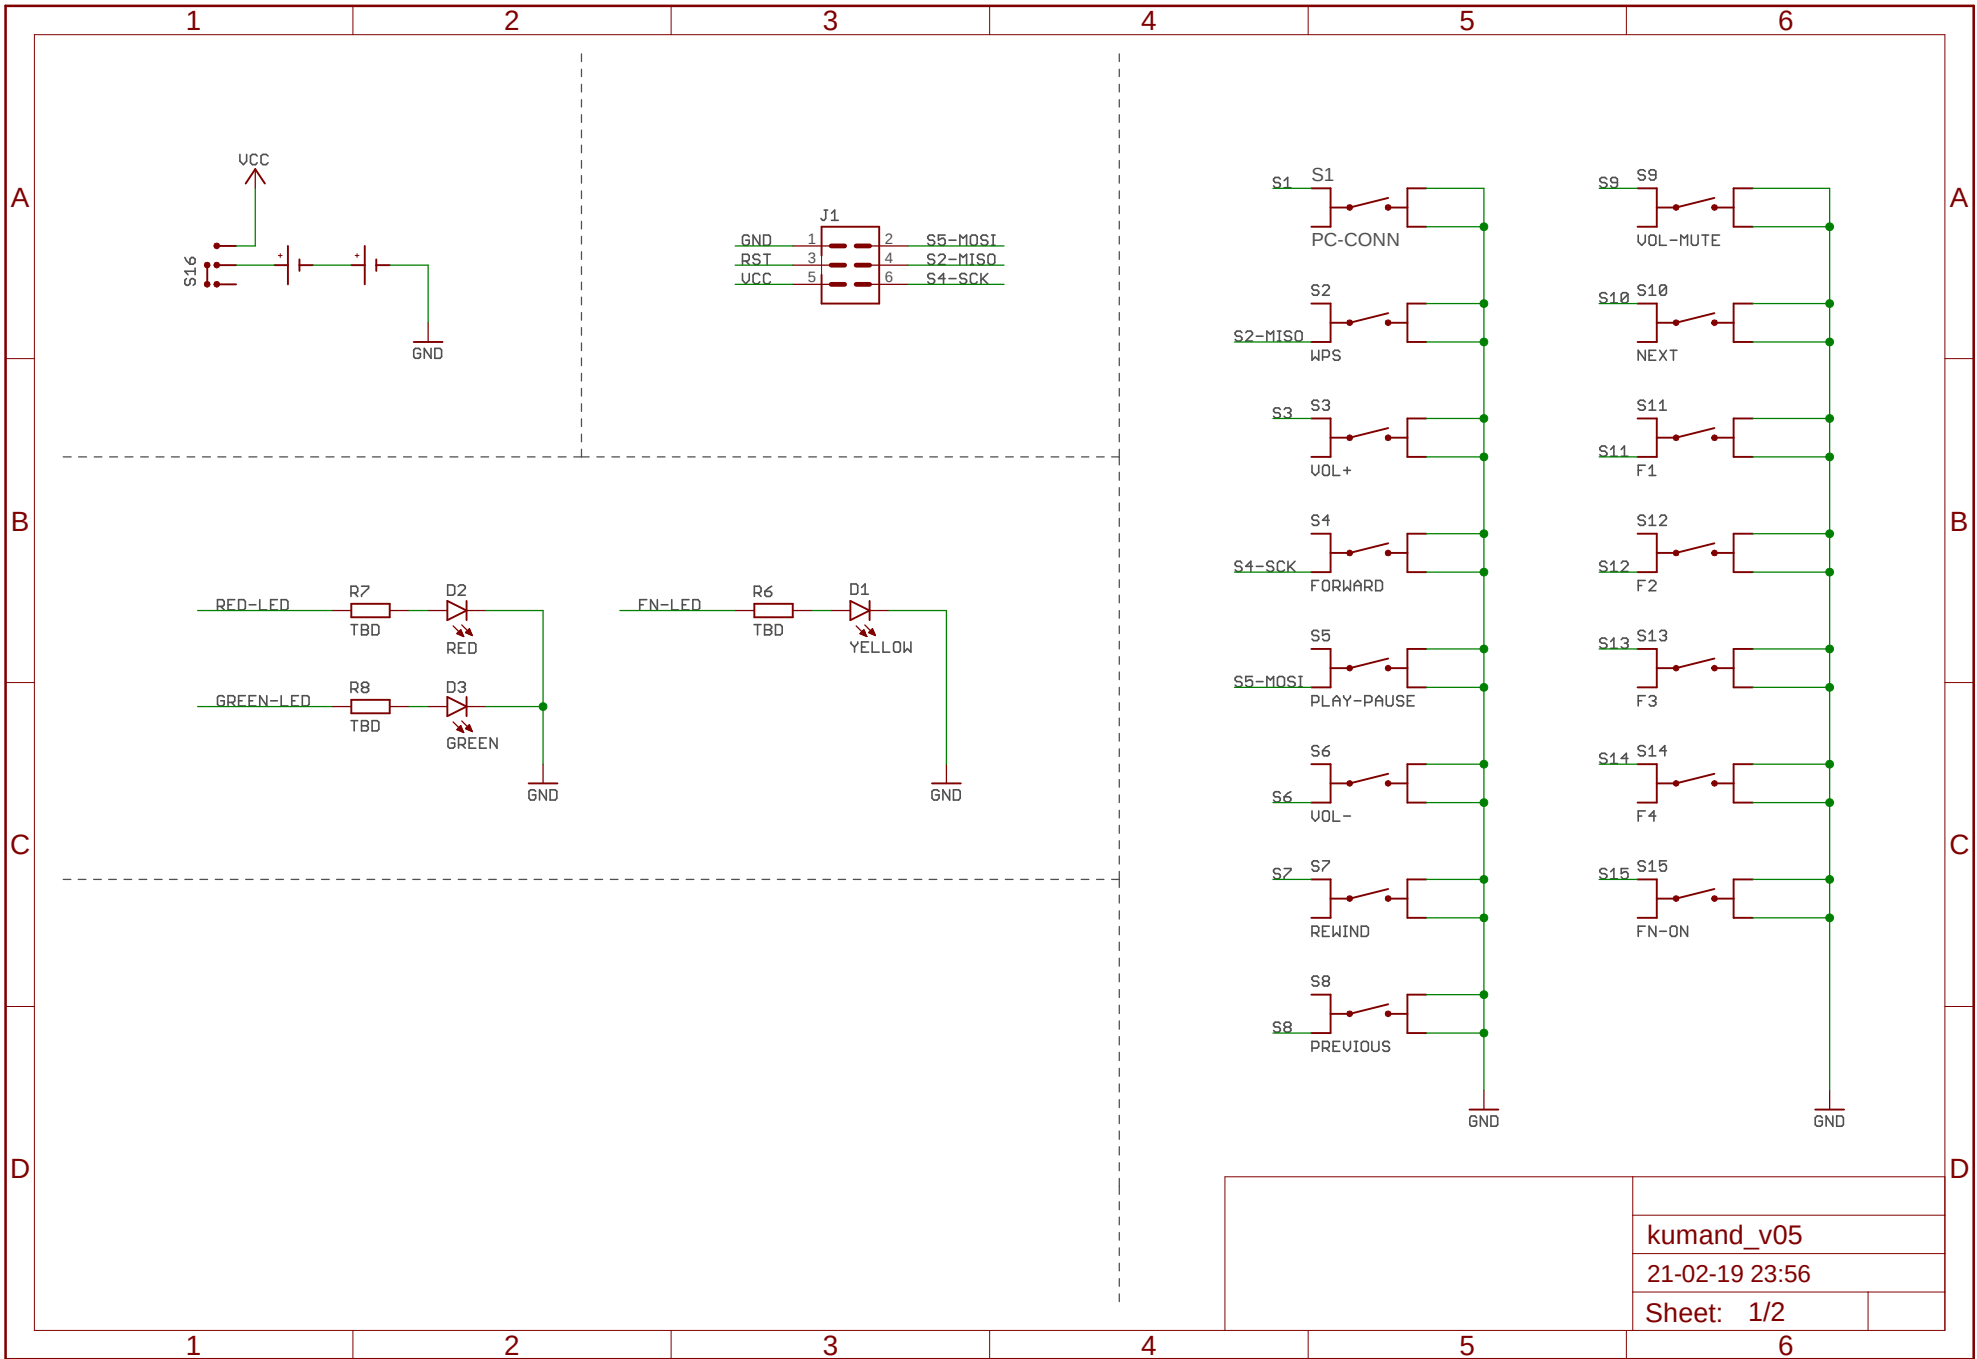 1 2 3 4 5 6
A A
VCC
S16
+ +
GND
J1
GND 1 2 S5-MOSI
RST 3 4 S2-MISO
VCC 5 6 S4-SCK
S1 S1
PC-CONN
S9 S9
VOL-MUTE
S2
S2-MISO
WPS
S10 S10
NEXT
S3 S3
VOL+
S11
S11
F1
B B
S4
S4-SCK
FORWARD
S12
S12
F2
RED-LED R7 D2
TBD
RED
FN-LED R6 D1
TBD
YELLOW
S5
S5-MOSI
PLAY-PAUSE
S13 S13
F3
GREEN-LED R8 D3
TBD
GREEN
GND
GND
S6
S6
VOL-
S14 S14
F4
C C
S7 S7
REWIND
S15 S15
FN-ON
S8
S8
PREVIOUS
GND
GND
D D
kumand_v05
21-02-19 23:56
Sheet: 1/2
1 2 3 4 5 6